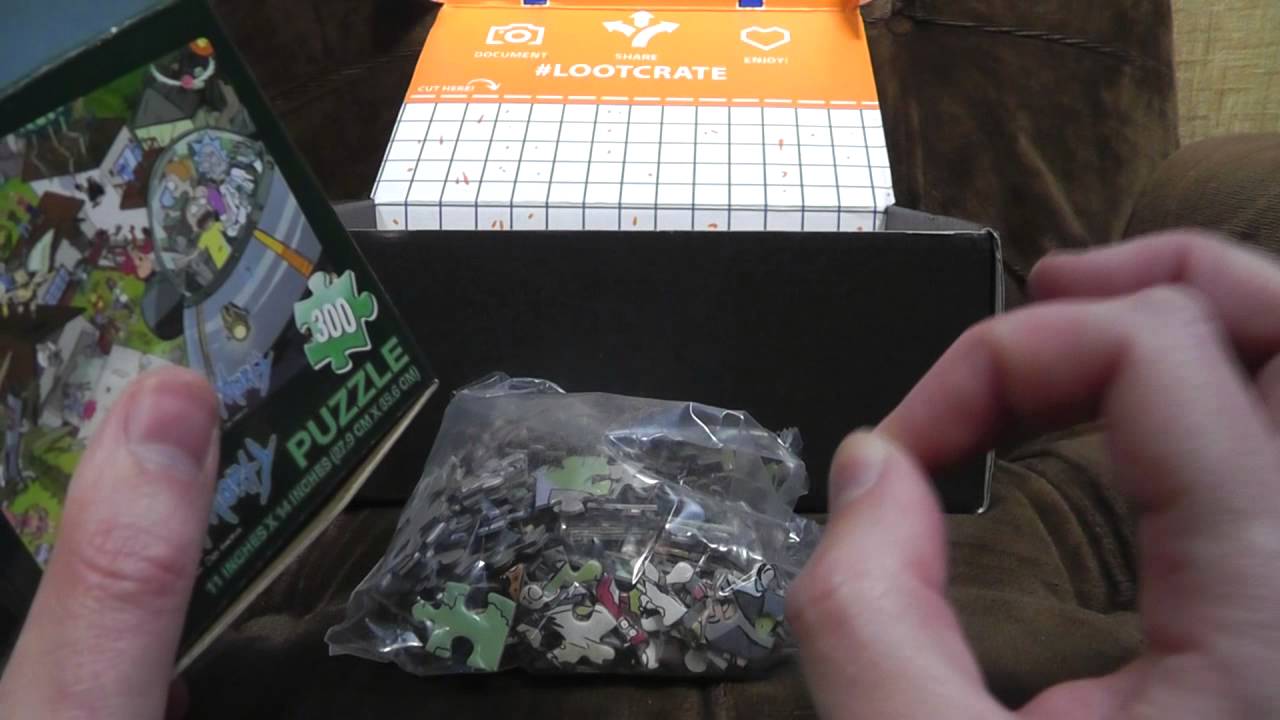 DOCUMENT
SHARE
ENJOY!
#LOOTCRATE
CUT HERE!
300
PUZZLE
11 INCHES X 14 INCHES (27.9 CM X 35.6 CM)